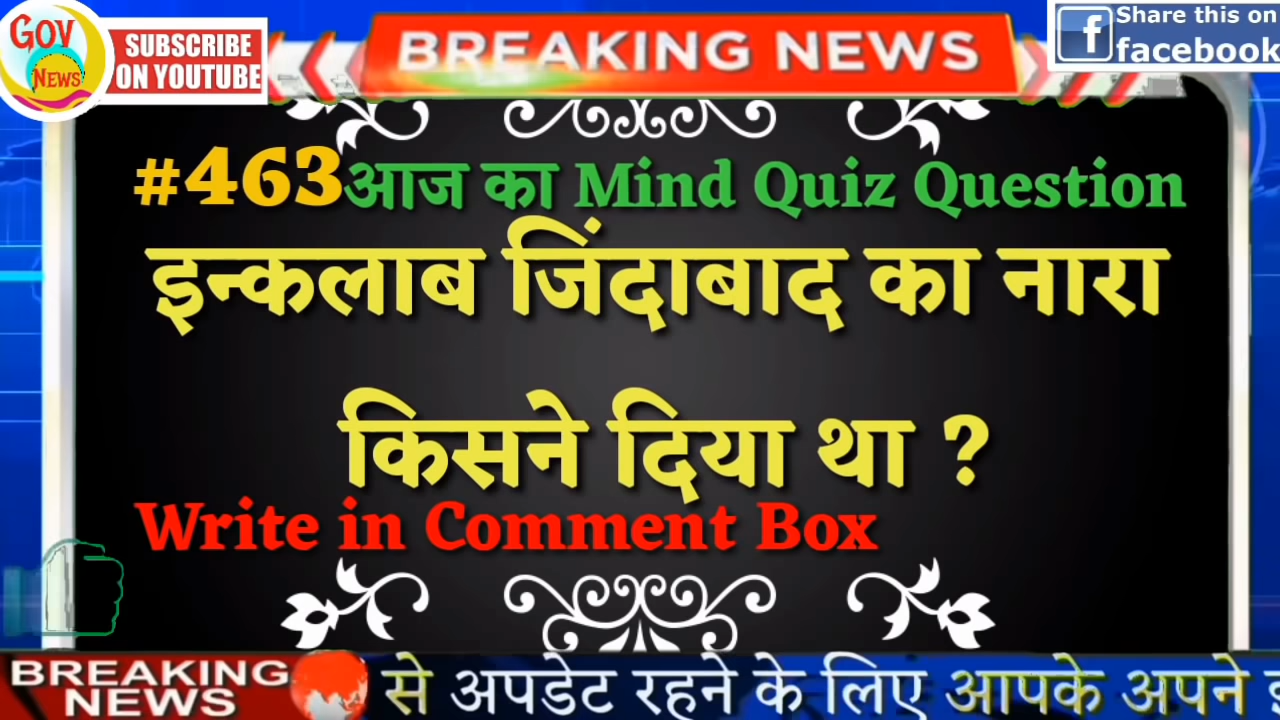 GOV
NEWS
SUBSCRIBE
ON YOUTUBE
BREAKING NEWS
Share this on
facebook
#463आज का Mind Quiz Question
इन्कलाब जिंदाबाद का नारा
किसने दिया था ?
Write in Comment Box
BREAKING
NEWS
से अपडेट रहने के लिए आपके अपने